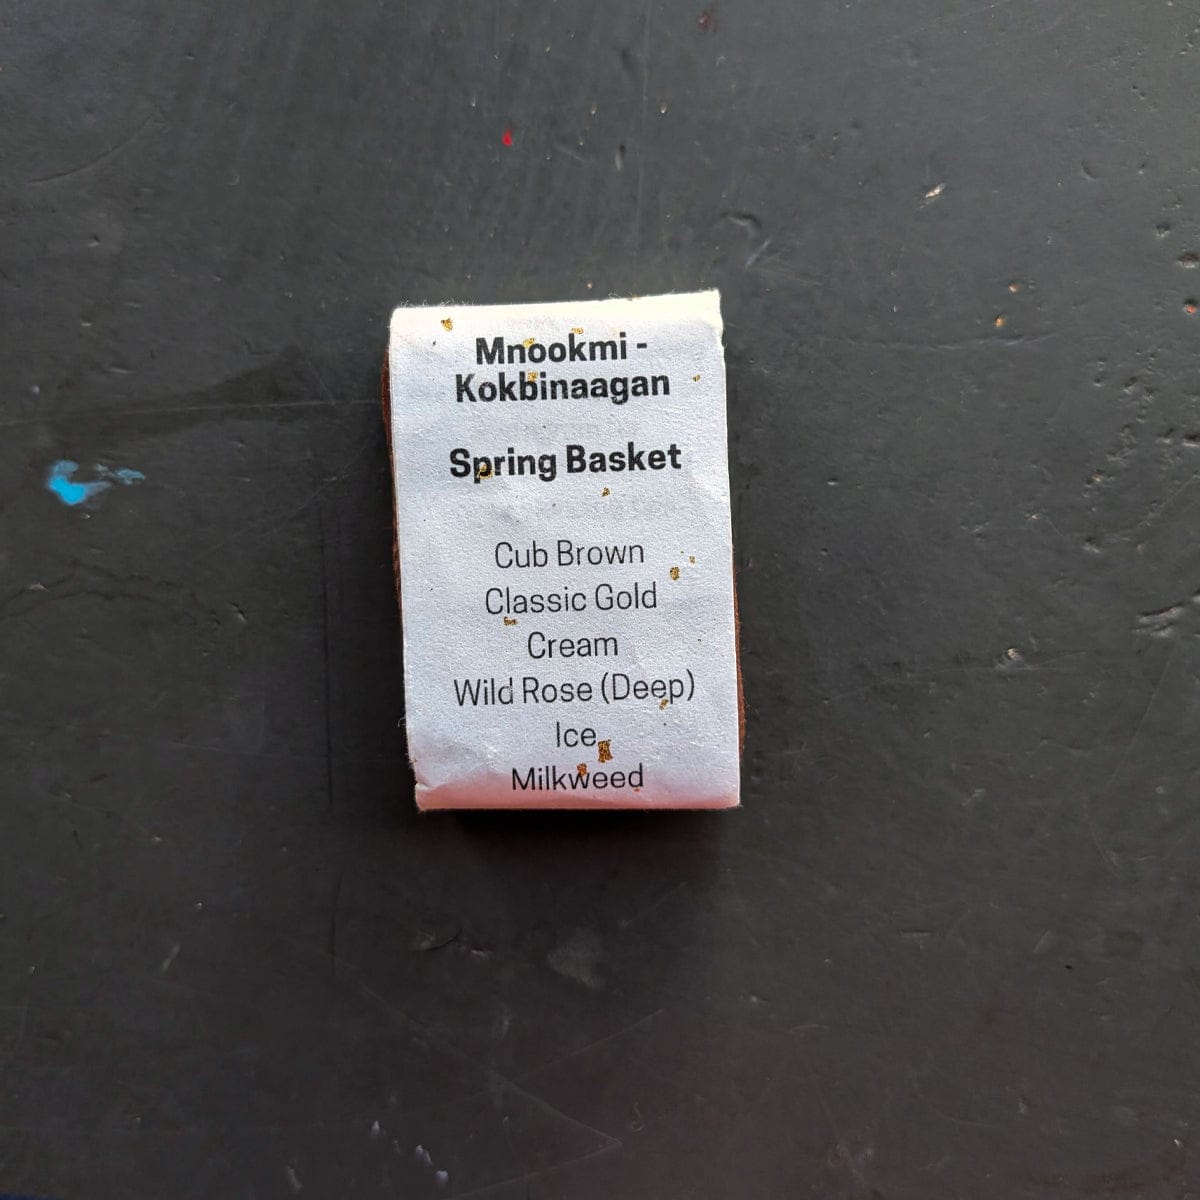 Mnookmi -
Kokbinaagan
Spring Basket
Cub Brown
Classic Gold
Cream
Wild Rose (Deep)
Ice
Milkweed